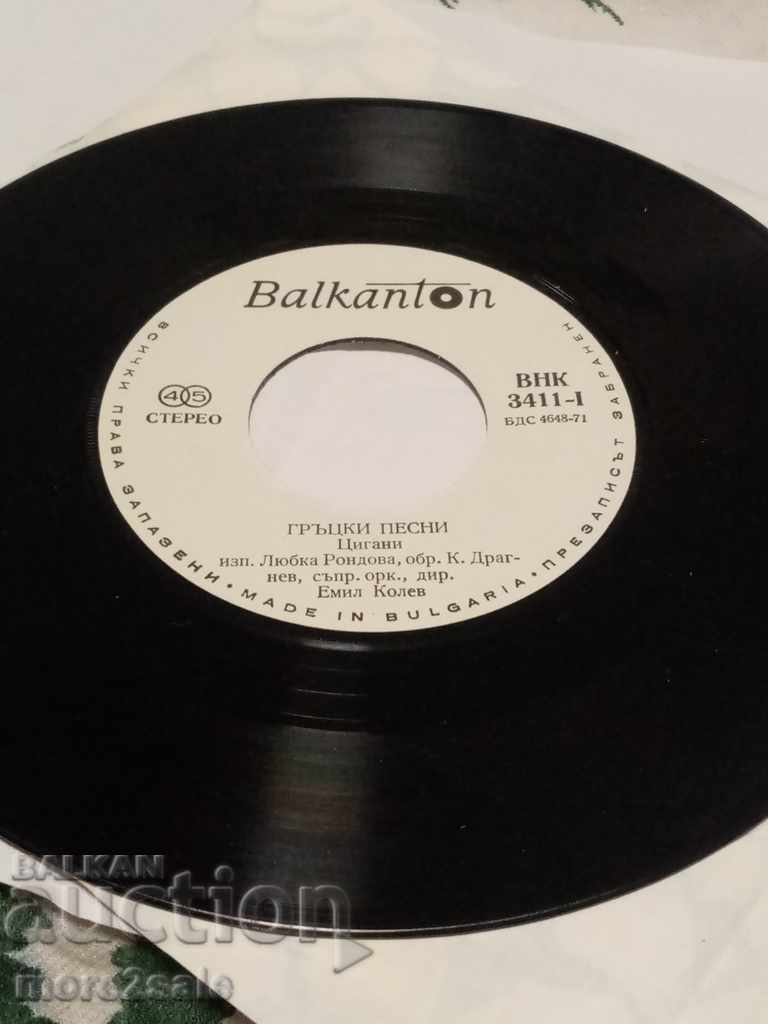 Balkanton
45
СТЕРЕО
ВНК
3411-I
БДС 4648-71
ГРЪЦКИ ПЕСНИ
Цигани
изп. Любка Рондова, обр. К. Драг-
нев, съпр. орк., дир.
Емил Колев
ВСИЧКИ ПРАВА ЗАПАЗЕНИ • MADE IN BULGARIA • ПРЕЗАПИСЪТ ЗАБРАНЕН
BALKAN
auction
more2sale